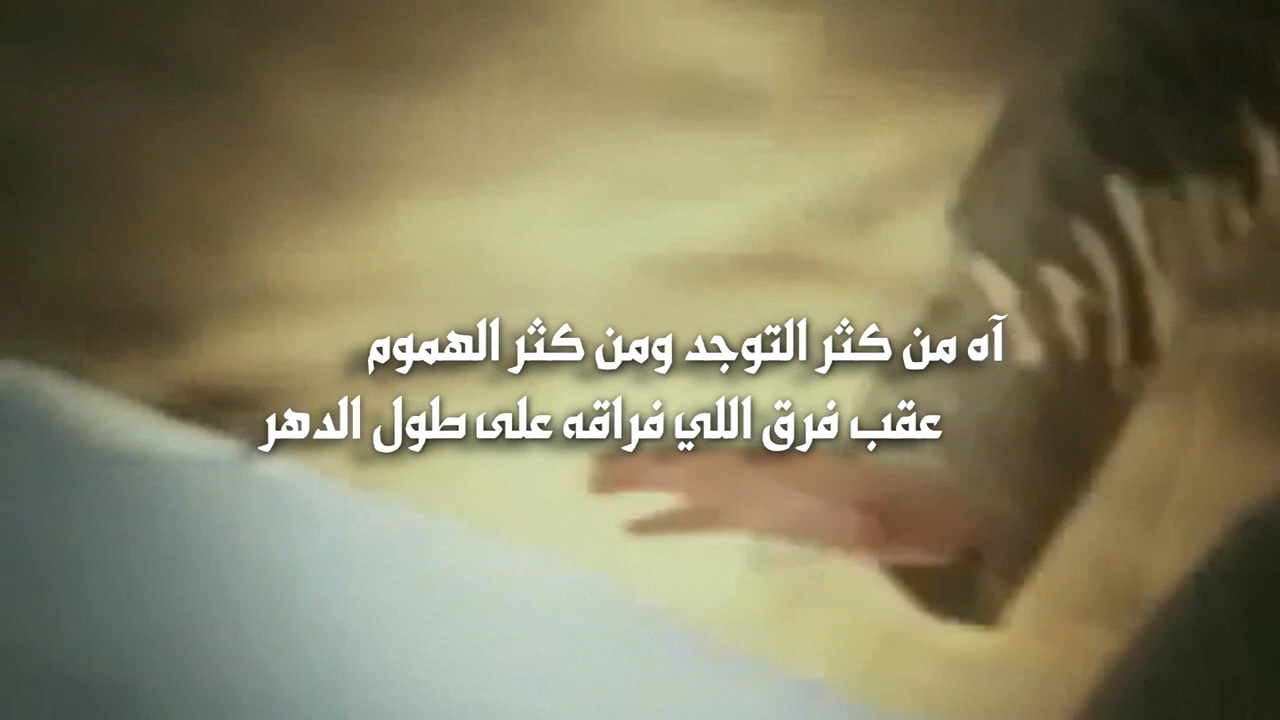 آه من كثر التوجد ومن كثر الهموم
عقب فرق اللي فراقه على طول الدهر